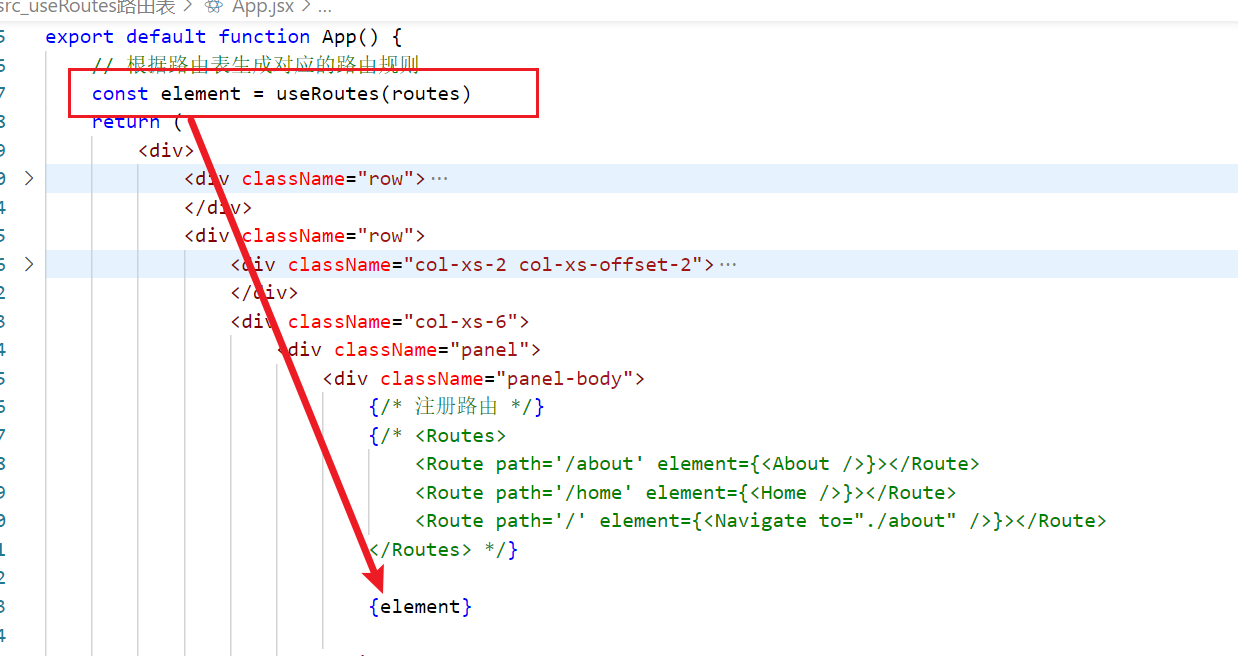 src_useRoutes路由表 > App.jsx > ...
5 export default function App() {
6 // 根据路由表生成对应的路由规则
7 const element = useRoutes(routes)
8 return (
9 <div>
0 > <div className="row">…
4 </div>
5 <div className="row">
6 > <div className="col-xs-2 col-xs-offset-2">…
2 </div>
3 <div className="col-xs-6">
4 <div className="panel">
5 <div className="panel-body">
6 {/* 注册路由 */}
7 {/* <Routes>
8 <Route path='/about' element={<About />}></Route>
9 <Route path='/home' element={<Home />}></Route>
0 <Route path='/' element={<Navigate to="./about" />}></Route>
1 </Routes> */}
2
3 {element}
4